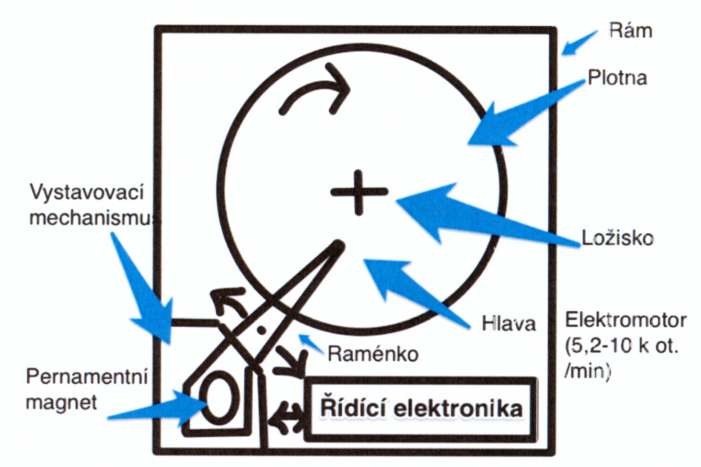 Rám
Plotna
Vystavovací
mechanismus
Ložisko
Hlava
Elektromotor
(5,2-10 k ot.
/min)
Raménko
Pernamentní
magnet
Řídící elektronika